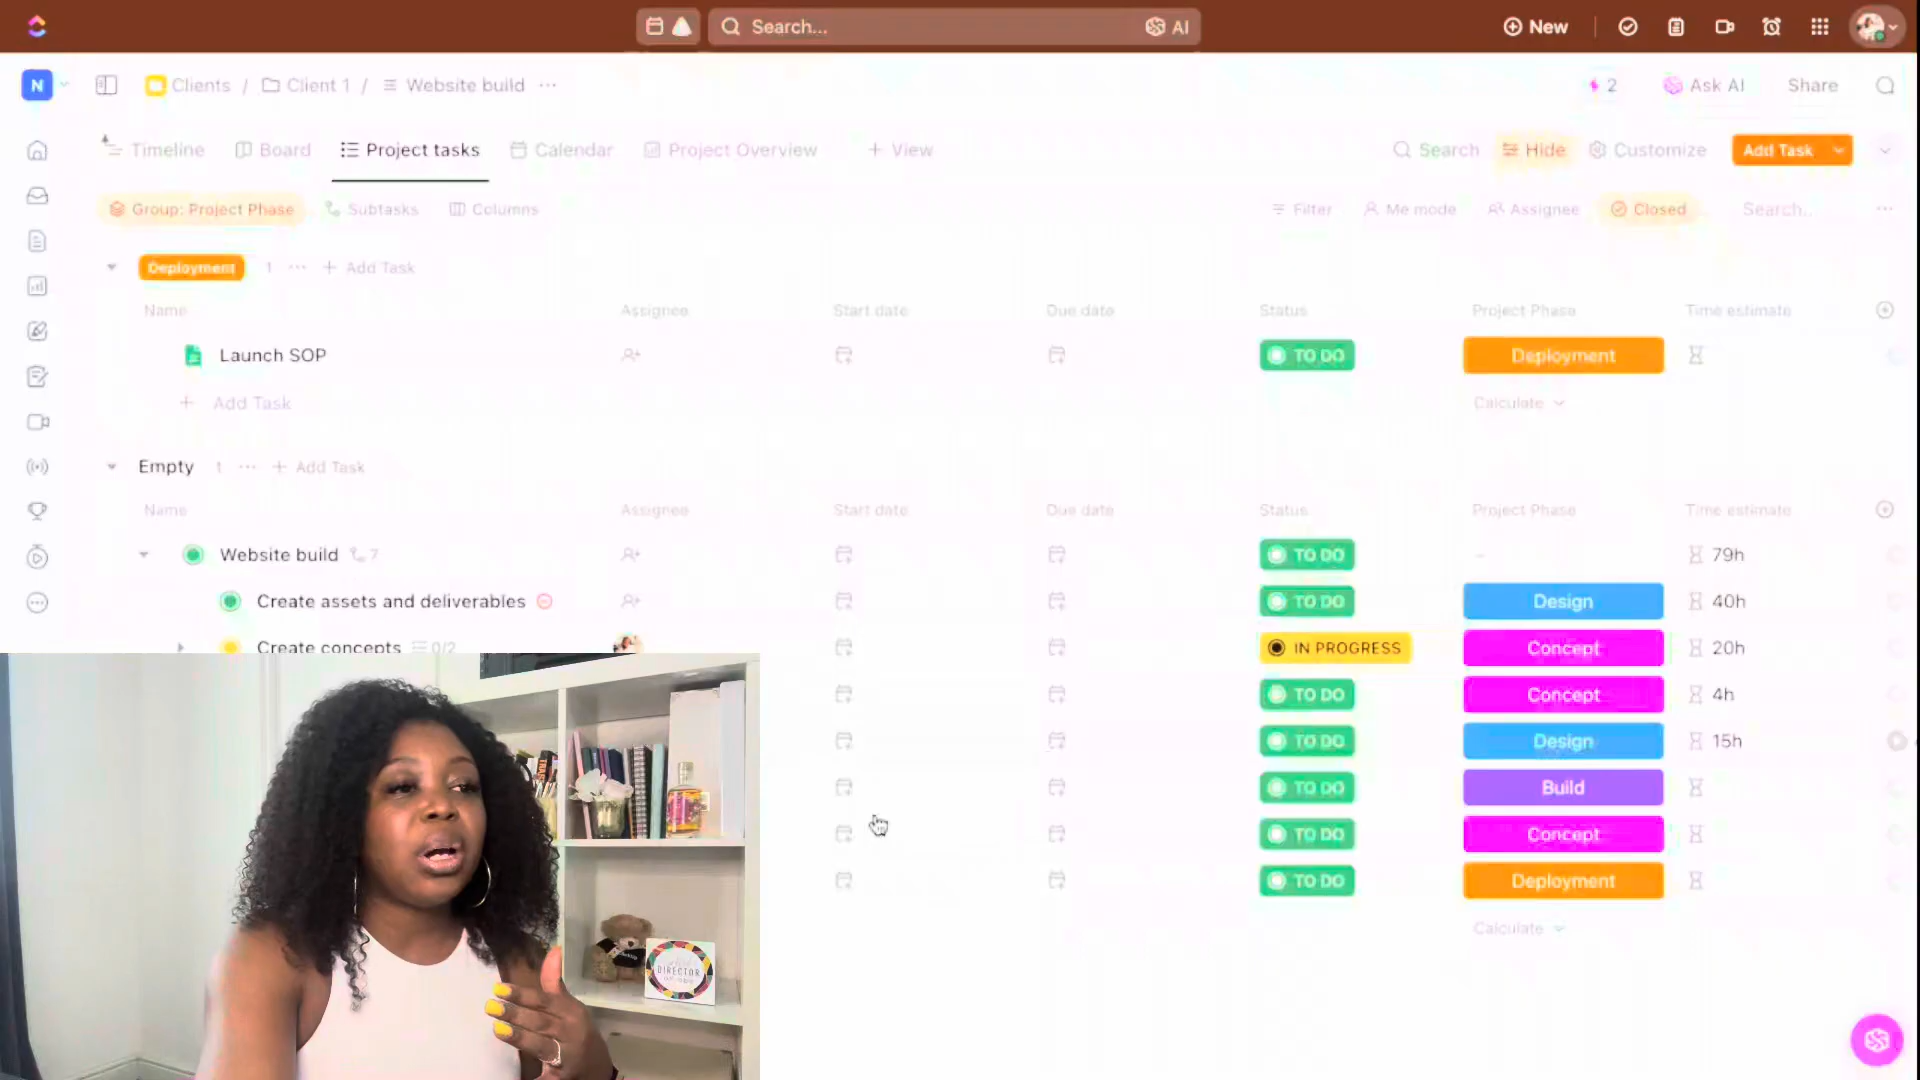 Search... AI New
N Clients / Client 1 / Website build ··· 2 Ask AI Share
Timeline Board Project tasks Calendar Project Overview + View Search Hide Customize Add Task
Group: Project Phase Subtasks Columns Filter Me mode Assignee Closed Search...
Deployment 1 ··· + Add Task
Name Assignee Start date Due date Status Project Phase Time estimate
Launch SOP TO DO Deployment
+ Add Task Calculate
Empty 1 ··· + Add Task
Name Assignee Start date Due date Status Project Phase Time estimate
Website build 7 TO DO – 79h
Create assets and deliverables TO DO Design 40h
Create concepts 0/2 IN PROGRESS Concept 20h
TO DO Concept 4h
TO DO Design 15h
TO DO Build
TO DO Concept
TO DO Deployment
Calculate
DIRECTOR